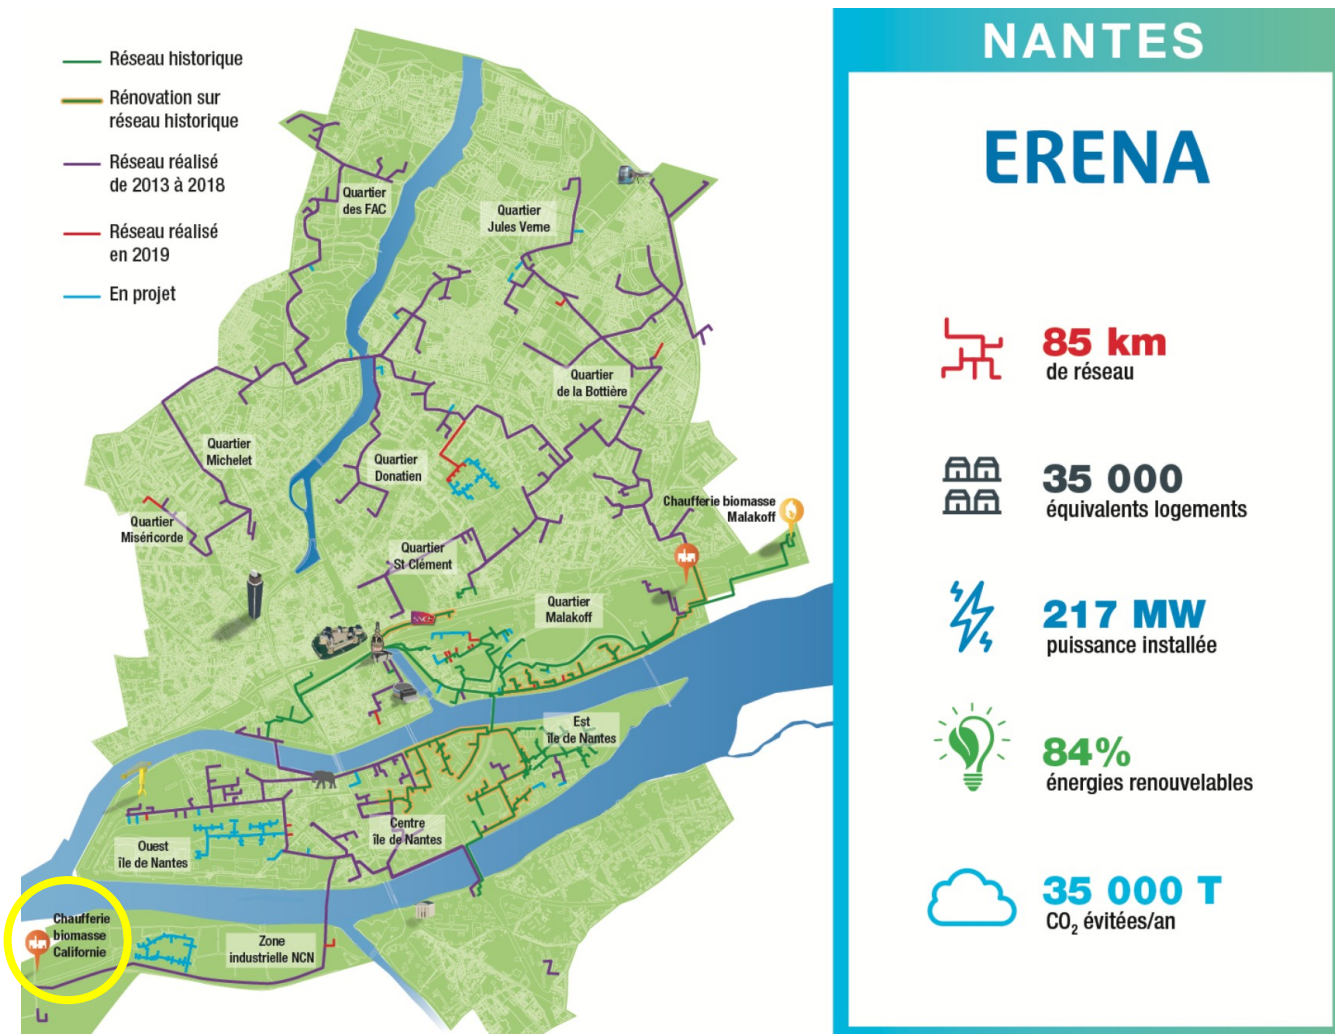 Réseau historique
Rénovation sur
réseau historique
Réseau réalisé
de 2013 à 2018
Réseau réalisé
en 2019
En projet
Quartier
des FAC
Quartier
Jules Verne
Quartier
de la Bottière
Quartier
Michelet
Quartier
Donatien
Quartier
Miséricorde
Chaufferie biomasse
Malakoff
Quartier
St Clément
Quartier
Malakoff
SNCF
Est
île de Nantes
Centre
île de Nantes
Ouest
île de Nantes
Chaufferie
biomasse
Californie
Zone
industrielle NCN
NANTES
ERENA
85 km
de réseau
35 000
équivalents logements
217 MW
puissance installée
84%
énergies renouvelables
35 000 T
CO₂ évitées/an